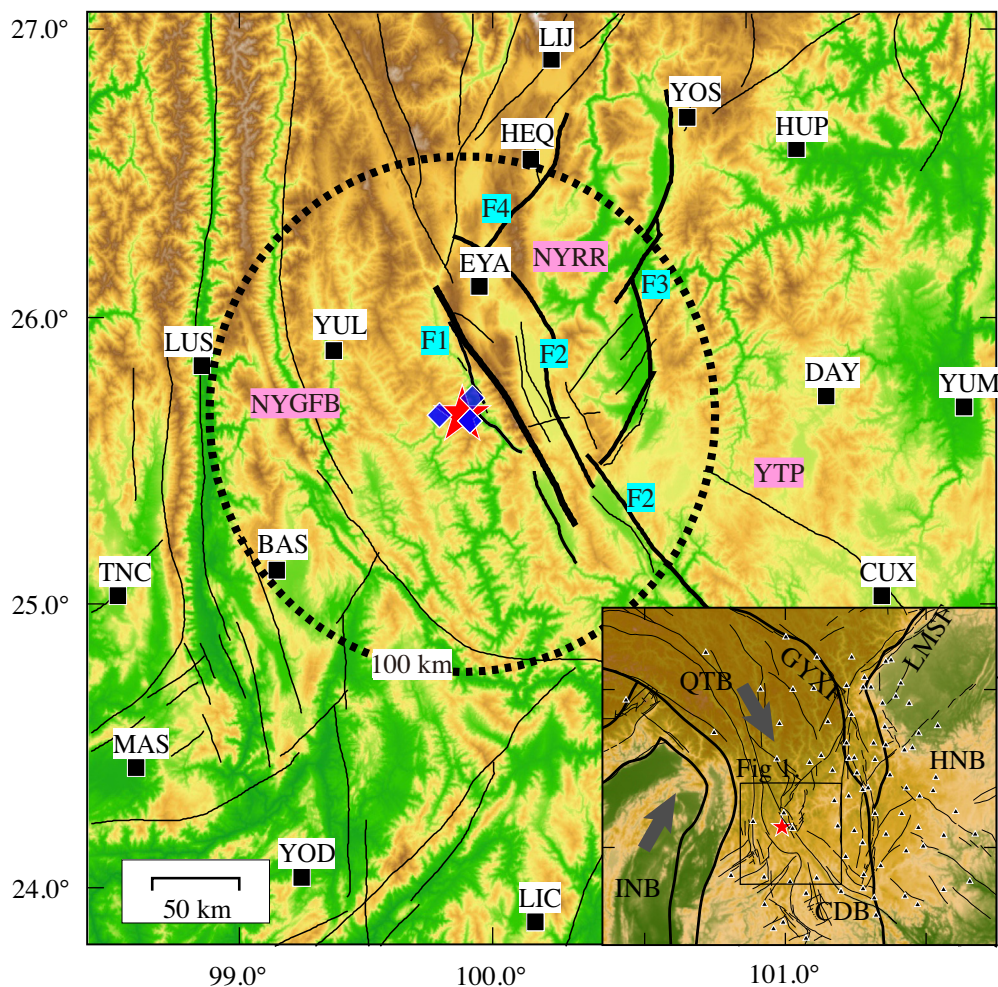 27.0°
LIJ
YOS
HUP
HEQ
F4
NYRR
EYA
F3
26.0°
YUL
F1
F2
LUS
DAY
YUM
NYGFB
YTP
F2
BAS
TNC
CUX
25.0°
100 km
LMSF
GYXF
QTB
MAS
HNB
Fig 1.
YOD
24.0°
INB
LIC
CDB
50 km
99.0°
100.0°
101.0°